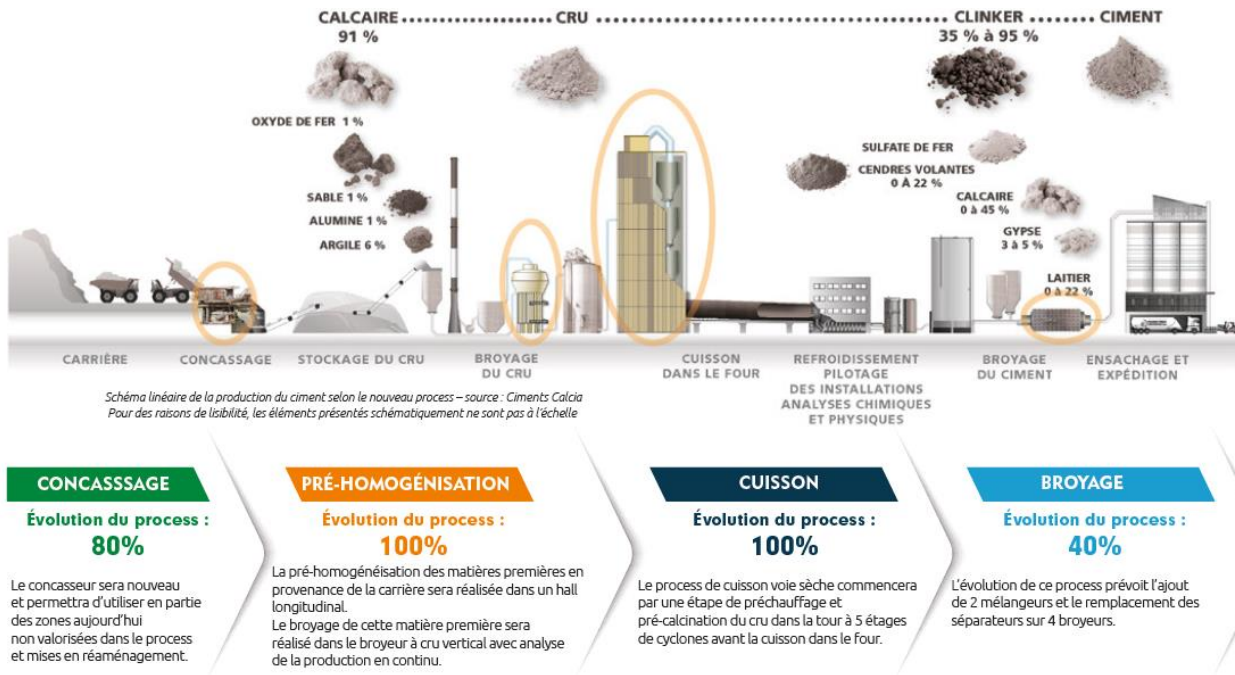 CALCAIRE
91 %
CRU
CLINKER
35 % à 95 %
CIMENT
OXYDE DE FER 1 %
SABLE 1 %
ALUMINE 1 %
ARGILE 6 %
SULFATE DE FER
CENDRES VOLANTES
0 À 22 %
CALCAIRE
0 à 45 %
GYPSE
3 à 5 %
LAITIER
0 à 22 %
CARRIÈRE
CONCASSAGE
STOCKAGE DU CRU
BROYAGE
DU CRU
CUISSON
DANS LE FOUR
REFROIDISSEMENT
PILOTAGE
DES INSTALLATIONS
ANALYSES CHIMIQUES
ET PHYSIQUES
BROYAGE
DU CIMENT
ENSACHAGE ET
EXPÉDITION
Schéma linéaire de la production du ciment selon le nouveau process – source : Ciments Calcia
Pour des raisons de lisibilité, les éléments présentés schématiquement ne sont pas à l'échelle
CONCASSSAGE
Évolution du process :
80%
Le concasseur sera nouveau
et permettra d'utiliser en partie
des zones aujourd'hui
non valorisées dans le process
et mises en réaménagement.
PRÉ-HOMOGÉNISATION
Évolution du process :
100%
La pré-homogénéisation des matières premières en
provenance de la carrière sera réalisée dans un hall
longitudinal.
Le broyage de cette matière première sera
réalisé dans le broyeur à cru vertical avec analyse
de la production en continu.
CUISSON
Évolution du process :
100%
Le process de cuisson voie sèche commencera
par une étape de préchauffage et
pré-calcination du cru dans la tour à 5 étages
de cyclones avant la cuisson dans le four.
BROYAGE
Évolution du process :
40%
L'évolution de ce process prévoit l'ajout
de 2 mélangeurs et le remplacement des
séparateurs sur 4 broyeurs.